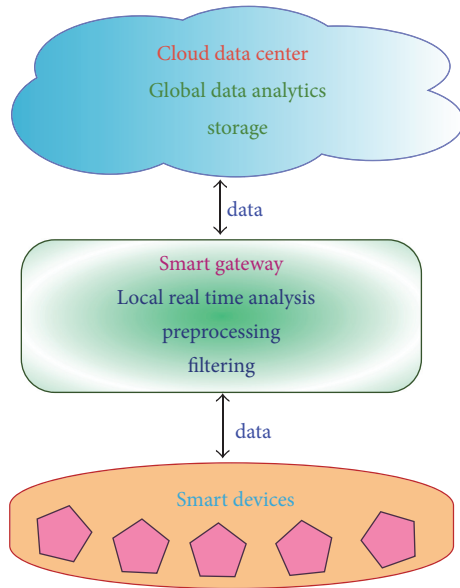 Cloud data center
Global data analytics
storage
data
Smart gateway
Local real time analysis
preprocessing
filtering
data
Smart devices